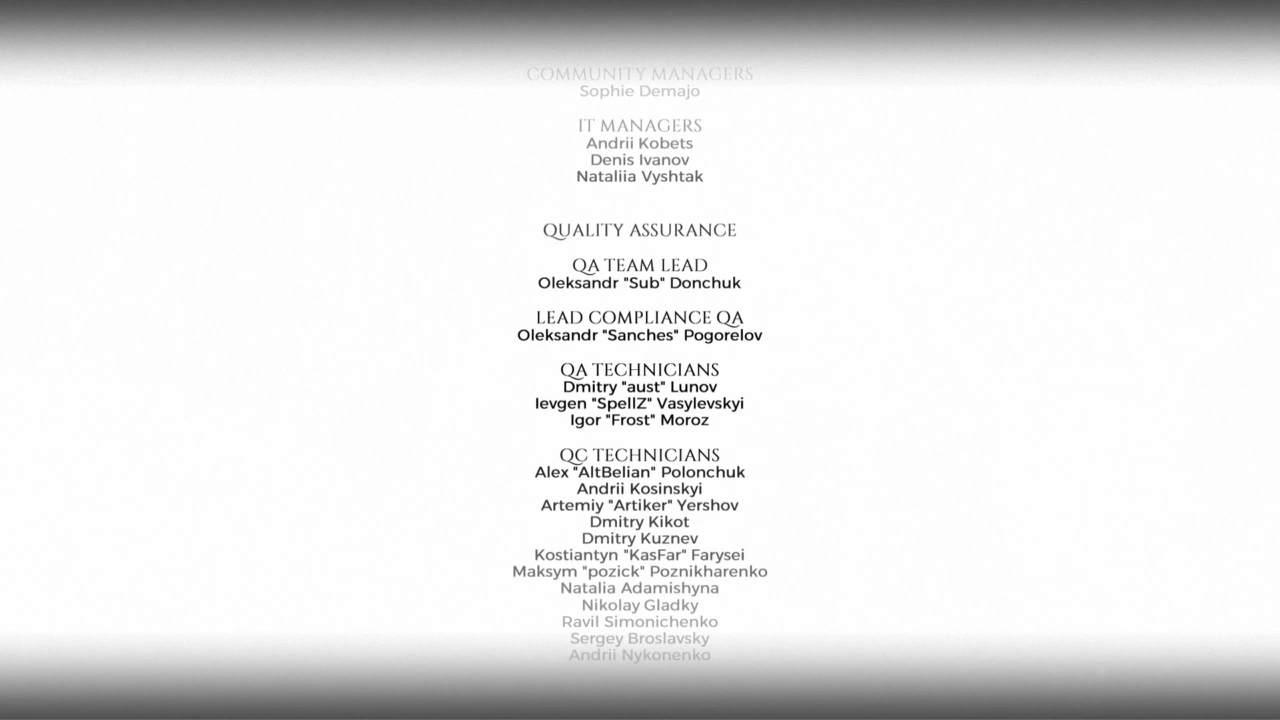 COMMUNITY MANAGERS
Sophie Demajo
IT MANAGERS
Andrii Kobets
Denis Ivanov
Nataliia Vyshtak
QUALITY ASSURANCE
QA TEAM LEAD
Oleksandr "Sub" Donchuk
LEAD COMPLIANCE QA
Oleksandr "Sanches" Pogorelov
QA TECHNICIANS
Dmitry "aust" Lunov
Ievgen "SpellZ" Vasylevskyi
Igor "Frost" Moroz
QC TECHNICIANS
Alex "AltBelian" Polonchuk
Andrii Kosinskyi
Artemiy "Artiker" Yershov
Dmitry Kikot
Dmitry Kuznev
Kostiantyn "KasFar" Farysei
Maksym "pozick" Poznikharenko
Natalia Adamishyna
Nikolay Gladky
Ravil Simonichenko
Sergey Broslavsky
Andrii Nykonenko